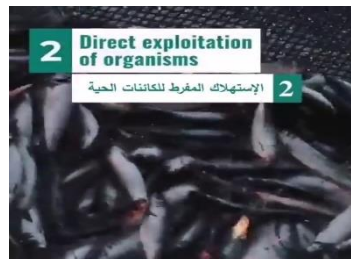 2 Direct exploitation
of organisms
الإستهلاك المفرط للكائنات الحية 2